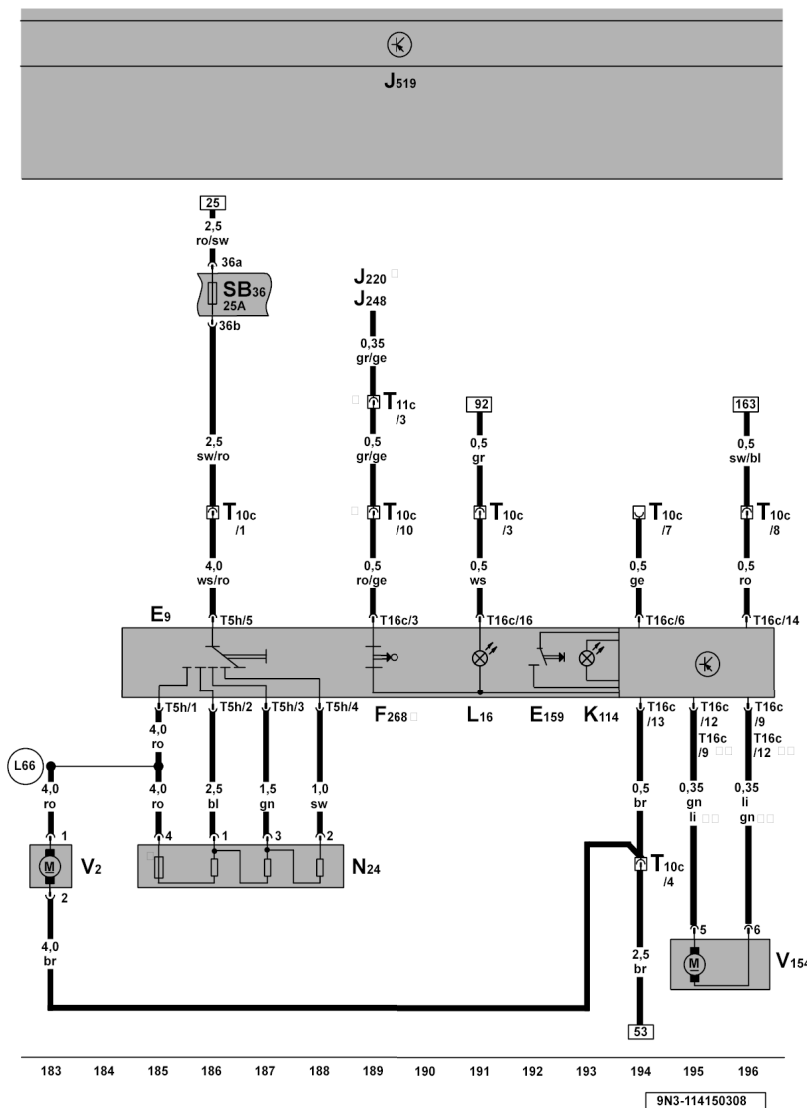 J519
25
2,5
ro/sw
36a
SB36
25A
36b
J220
J248
0,35
gr/ge
T11c
/3
92
163
2,5
sw/ro
0,5
gr/ge
0,5
gr
0,5
sw/bl
T10c
/1
T10c
/10
T10c
/3
T10c
/7
T10c
/8
4,0
ws/ro
0,5
ro/ge
0,5
ws
0,5
ge
0,5
ro
E9
T5h/5
T16c/3
T16c/16
T16c/6
T16c/14
T5h/1
T5h/2
T5h/3
T5h/4
F268
L16
E159
K114
T16c
/13
T16c
/12
T16c
/9
T16c
/9
T16c
/12
4,0
ro
L66
4,0
ro
4,0
ro
2,5
bl
1,5
gn
1,0
sw
0,5
br
0,35
gn
li
0,35
li
gn
1
4
1
3
2
M
V2
N24
T10c
/4
2
5
6
4,0
br
2,5
br
M
V154
53
183 184 185 186 187 188 189 190 191 192 193 194 195 196
9N3-114150308